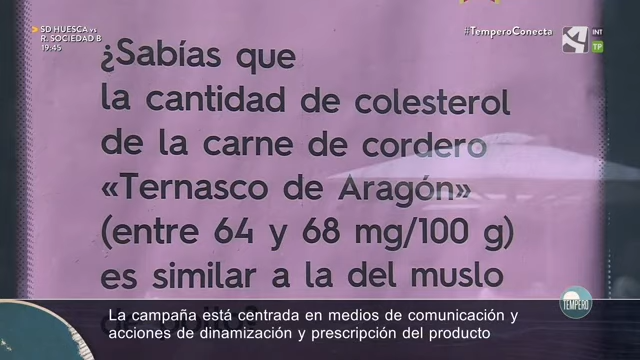 SD HUESCA vs
R. SOCIEDAD B
19:45
#TemperoConecta
INT
TP
¿Sabías que
la cantidad de colesterol
de la carne de cordero
«Ternasco de Aragón»
(entre 64 y 68 mg/100 g)
es similar a la del muslo
TEMPERO
La campaña está centrada en medios de comunicación y
acciones de dinamización y prescripción del producto